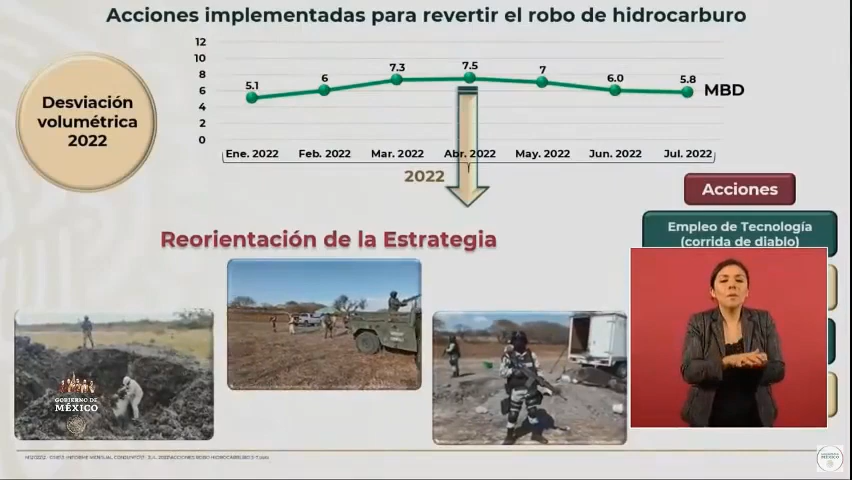 Acciones implementadas para revertir el robo de hidrocarburo
Desviación
volumétrica
2022
12
10
8
6
4
2
0
5.1
6
7.3
7.5
7
6.0
5.8
MBD
Ene. 2022
Feb. 2022
Mar. 2022
Abr. 2022
May. 2022
Jun. 2022
Jul. 2022
2022
Acciones
Empleo de Tecnología
(corrida de diablo)
Reorientación de la Estrategia
GOBIERNO DE
MÉXICO